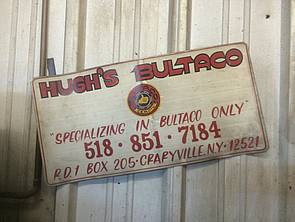 HUGH'S BULTACO
"SPECIALIZING IN BULTACO ONLY"
518·851·7184
R.D.1 BOX 205·CRARYVILLE·N.Y·12521